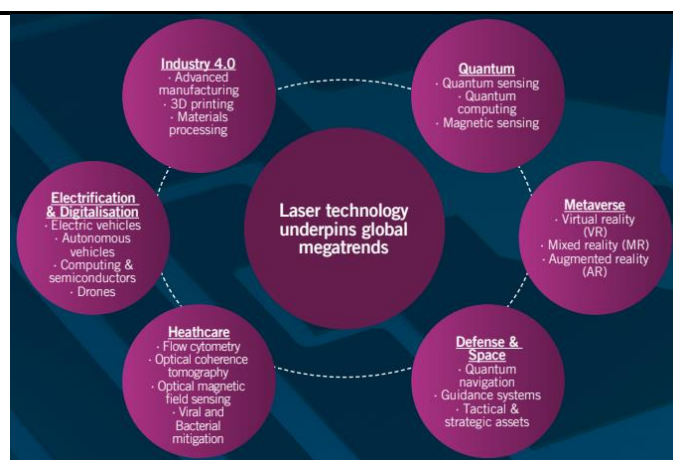 Industry 4.0
· Advanced
manufacturing
· 3D printing
· Materials
processing
Quantum
· Quantum sensing
· Quantum
computing
· Magnetic sensing
Electrification
& Digitalisation
· Electric vehicles
· Autonomous
vehicles
· Computing &
semiconductors
· Drones
Laser technology
underpins global
megatrends
Metaverse
· Virtual reality
(VR)
· Mixed reality (MR)
· Augmented reality
(AR)
Heathcare
· Flow cytometry
· Optical coherence
tomography
· Optical magnetic
field sensing
· Viral and
Bacterial
mitigation
Defense &
Space
· Quantum
navigation
· Guidance systems
· Tactical &
strategic assets